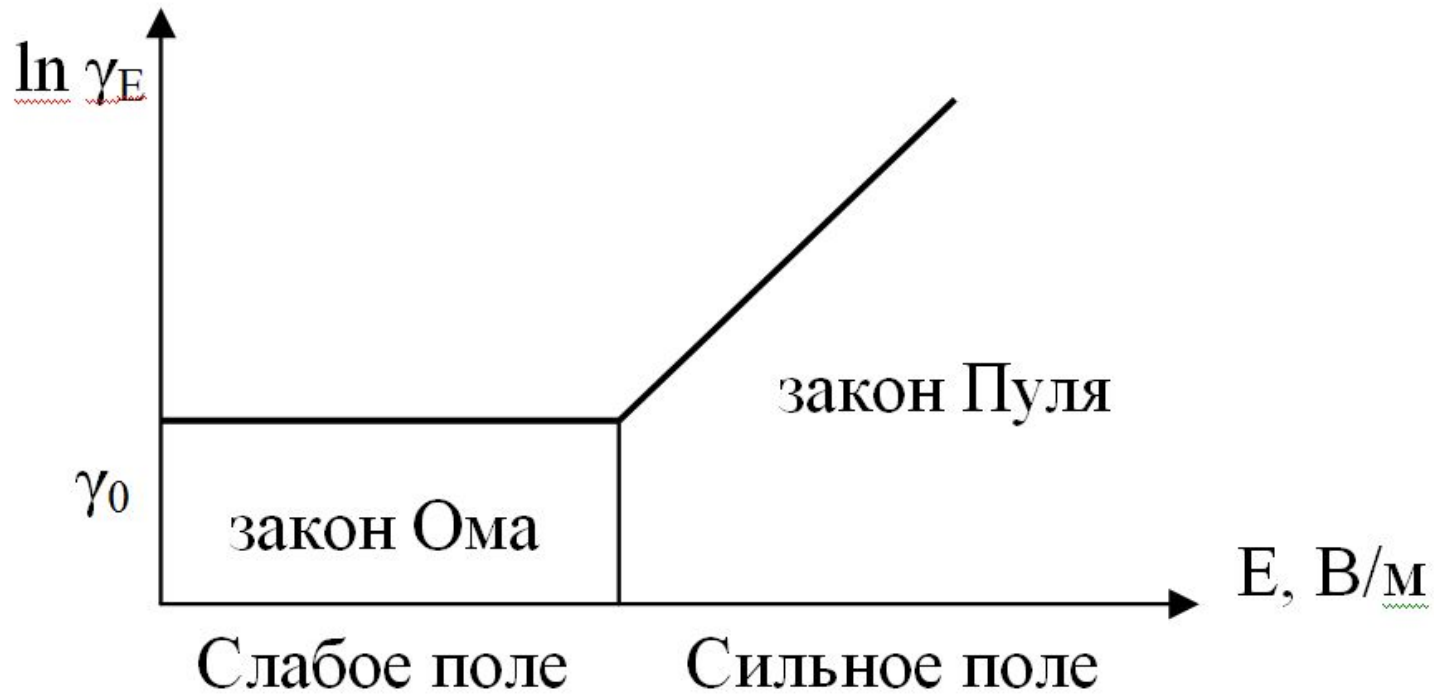 ln γE
закон Пуля
γ0
закон Ома
E, В/м
Слабое поле
Сильное поле